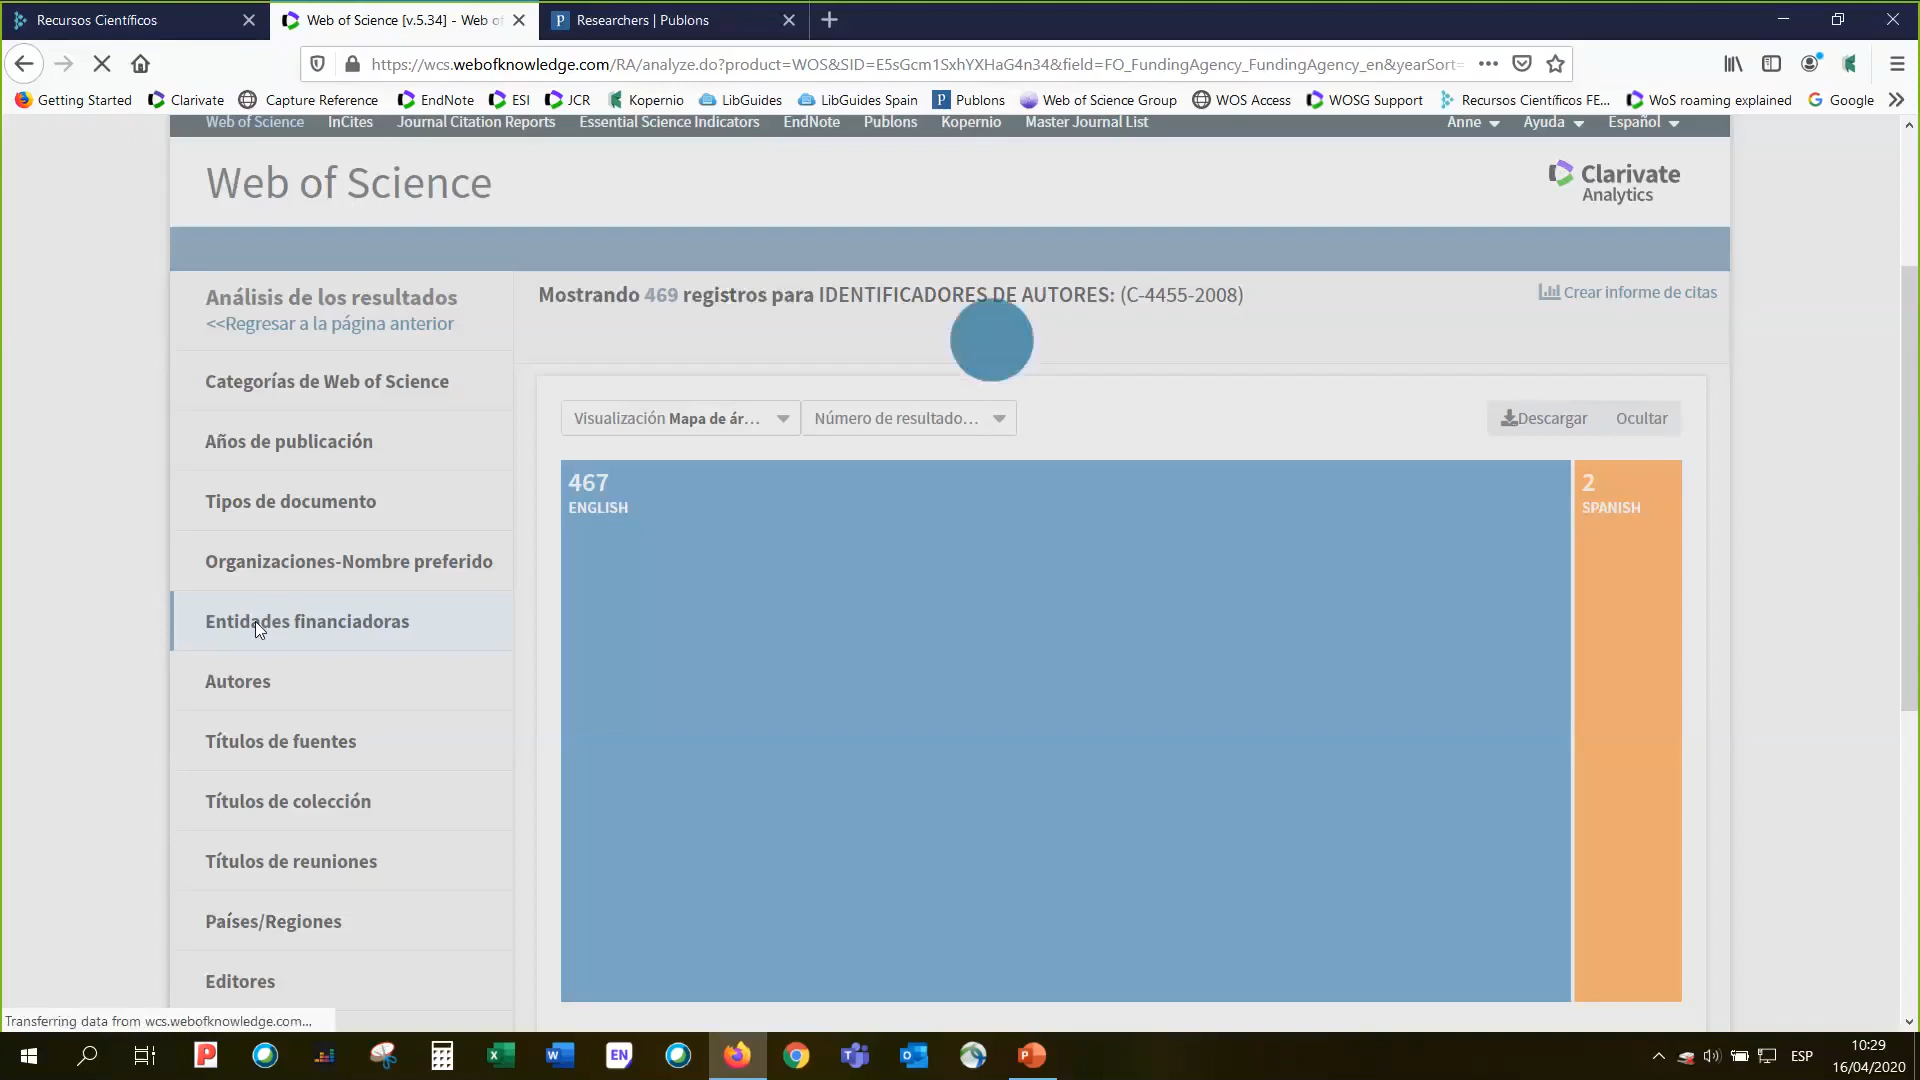 Recursos Científicos
Web of Science [v.5.34] - Web of
Researchers | Publons
https://wcs.webofknowledge.com/RA/analyze.do?product=WOS&SID=E5sGcm1SxhYXHaG4n34&field=FO_FundingAgency_FundingAgency_en&yearSort=
Getting Started Clarivate Capture Reference EndNote ESI JCR Kopernio LibGuides LibGuides Spain Publons Web of Science Group WOS Access WOSG Support Recursos Científicos FE... WoS roaming explained Google
Web of Science InCites Journal Citation Reports Essential Science Indicators EndNote Publons Kopernio Master Journal List Anne Ayuda Español
Web of Science
Clarivate
Analytics
Análisis de los resultados
<<Regresar a la página anterior
Mostrando 469 registros para IDENTIFICADORES DE AUTORES: (C-4455-2008)
Crear informe de citas
Categorías de Web of Science
Años de publicación
Tipos de documento
Organizaciones-Nombre preferido
Entidades financiadoras
Autores
Títulos de fuentes
Títulos de colección
Títulos de reuniones
Países/Regiones
Editores
Visualización Mapa de ár...
Número de resultado...
Descargar
Ocultar
467
ENGLISH
2
SPANISH
Transferring data from wcs.webofknowledge.com...
EN
ESP
10:29
16/04/2020